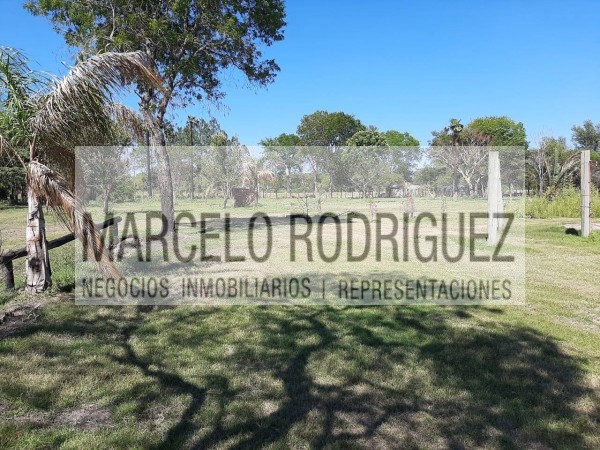 MARCELO RODRIGUEZ
NEGOCIOS INMOBILIARIOS | REPRESENTACIONES